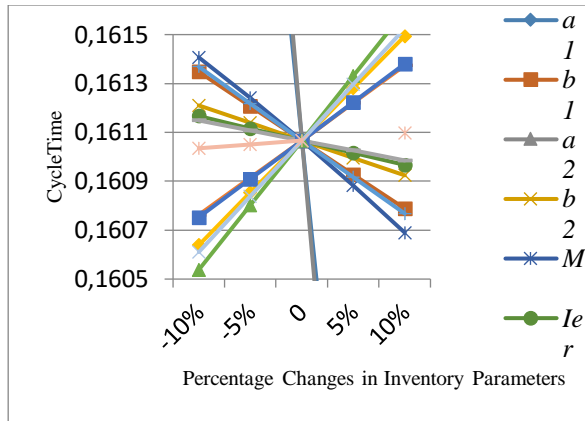 0,1615
0,1613
0,1611
0,1609
0,1607
0,1605
CycleTime
-10%
-5%
0
5%
10%
Percentage Changes in Inventory Parameters
a
1
b
1
a
2
b
2
M
Ie
r